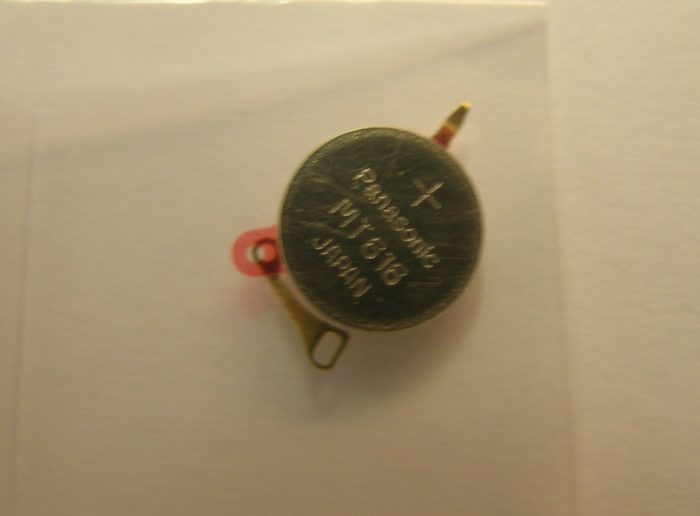 +
Panasonic
MT616
JAPAN